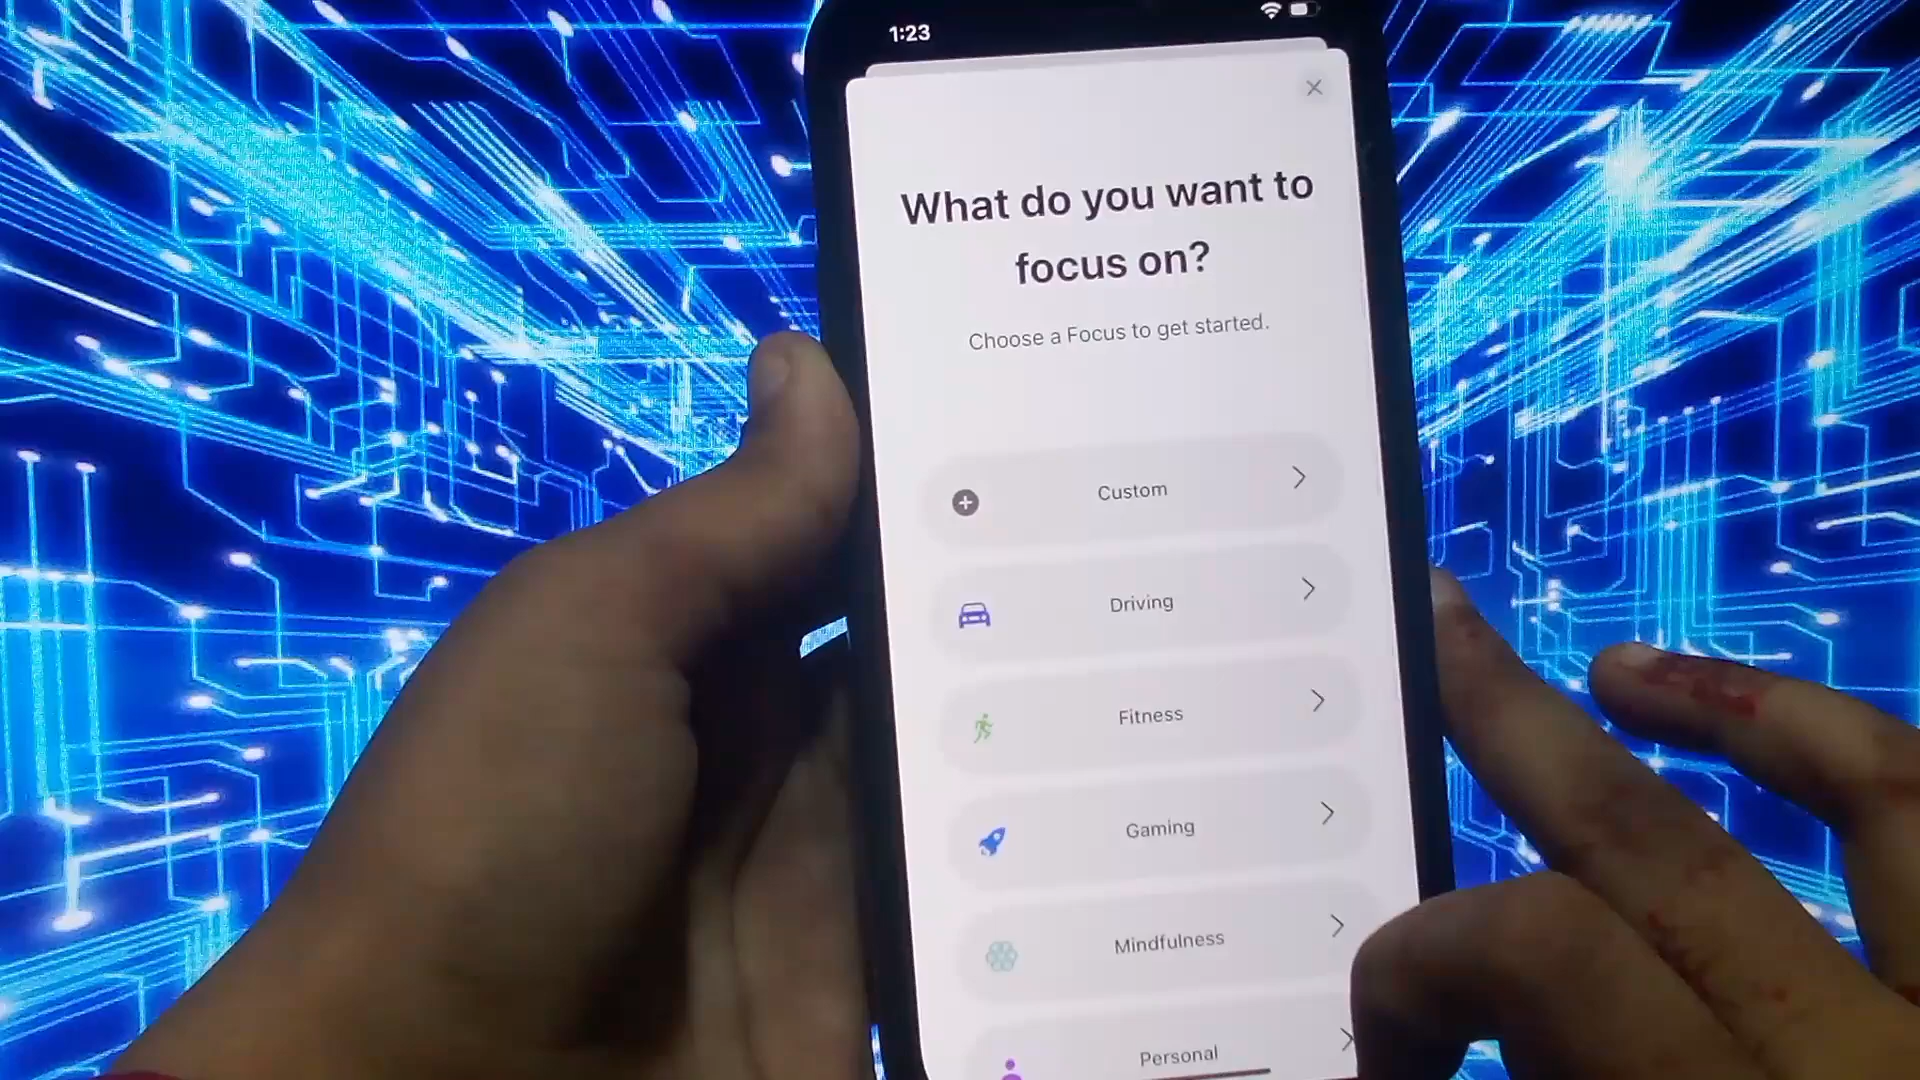 1:23
What do you want to
focus on?
Choose a Focus to get started.
Custom
Driving
Fitness
Gaming
Mindfulness
Personal